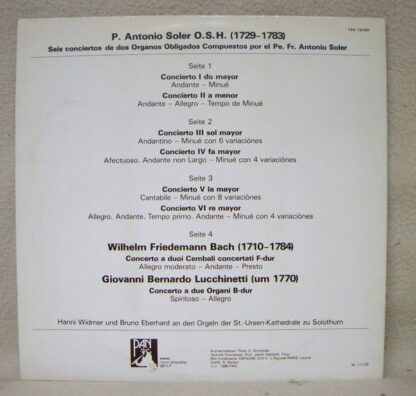 PAN
P. Antonio Soler O.S.H. (1729–1783)
Seis conciertos de dos Organos Obligados Compuestos por el Pe. Fr. Antonio Soler
Seite 1
Concierto I do mayor
Andante – Minué
Concierto II a menor
Andante – Allegro – Tempo de Minué
Seite 2
Concierto III sol mayor
Andantino – Minué con 6 variaciónes
Concierto IV fa mayor
Afectuoso. Andante non Largo – Minué con 4 variaciónes
Seite 3
Concierto V la mayor
Cantabile – Minué con 8 variaciónes
Concierto VI re mayor
Allegro. Andante. Tempo primo. Andante – Minué con 4 variaciónes
Seite 4
Wilhelm Friedemann Bach (1710–1784)
Concerto a duoi Cembali concertati F-dur
Allegro moderato – Andante – Presto
Giovanni Bernardo Lucchinetti (um 1770)
Concerto a due Organi B-dur
Spiritoso – Allegro
Hanni Widmer und Bruno Eberhard an den Orgeln der St.-Ursen-Kathedrale zu Solothurn
PAN
stereo